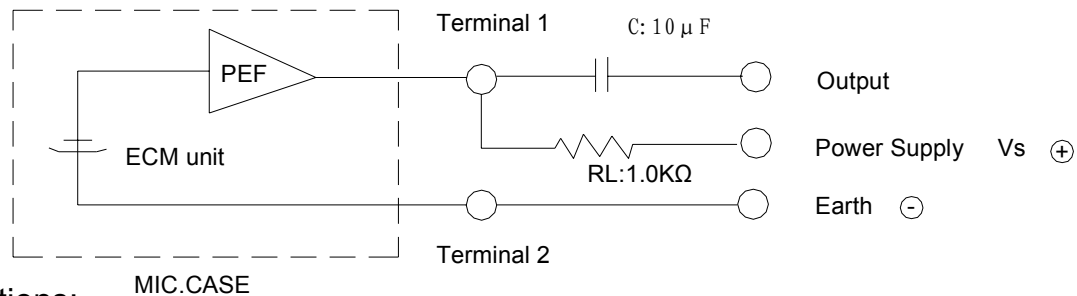 Terminal 1
C: 10 μ F
PEF
Output
ECM unit
Power Supply Vs +
RL:1.0KΩ
Earth -
Terminal 2
MIC.CASE